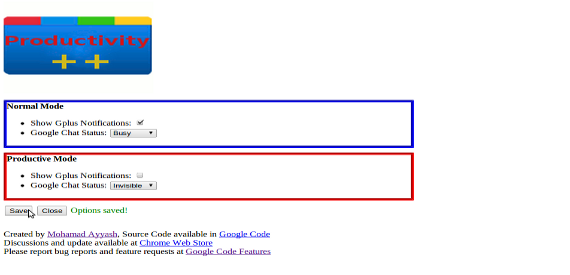 Productivity
++
Normal Mode
Show Gplus Notifications:
Google Chat Status: Busy
Productive Mode
Show Gplus Notifications:
Google Chat Status: Invisible
Save Close Options saved!
Created by Mohamad Ayyash, Source Code available in Google Code
Discussions and update available at Chrome Web Store
Please report bug reports and feature requests at Google Code Features